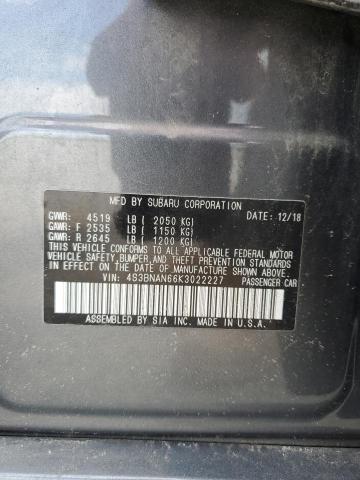 MFD BY SUBARU CORPORATION
GVWR: 4519 LB ( 2050 KG) DATE: 12/18
GAWR: F 2535 LB ( 1150 KG)
GAWR: R 2645 LB ( 1200 KG)
THIS VEHICLE CONFORMS TO ALL APPLICABLE FEDERAL MOTOR
VEHICLE SAFETY, BUMPER, AND THEFT PREVENTION STANDARDS
IN EFFECT ON THE DATE OF MANUFACTURE SHOWN ABOVE.
VIN: 4S3BNAN66K3022227 PASSENGER CAR
ASSEMBLED BY SIA INC. MADE IN U.S.A.